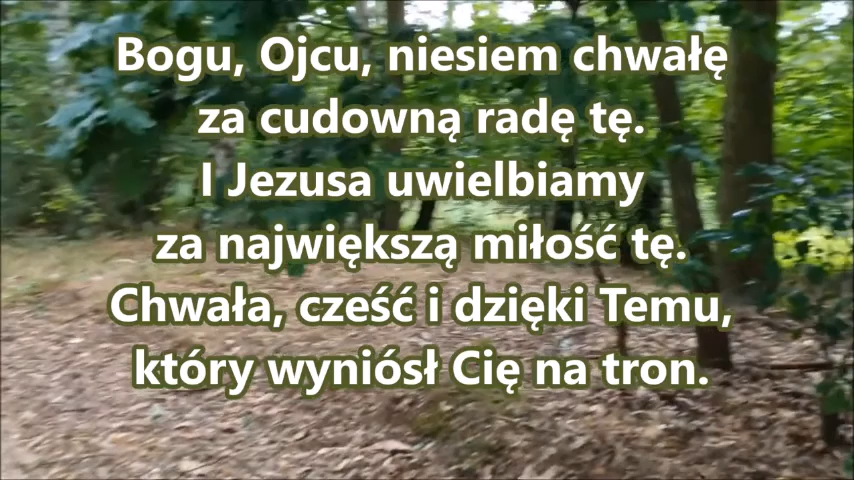 Bogu, Ojcu, niesiem chwałę
za cudowną radę tę.
I Jezusa uwielbiamy
za największą miłość tę.
Chwała, cześć i dzięki Temu,
który wyniósł Cię na tron.